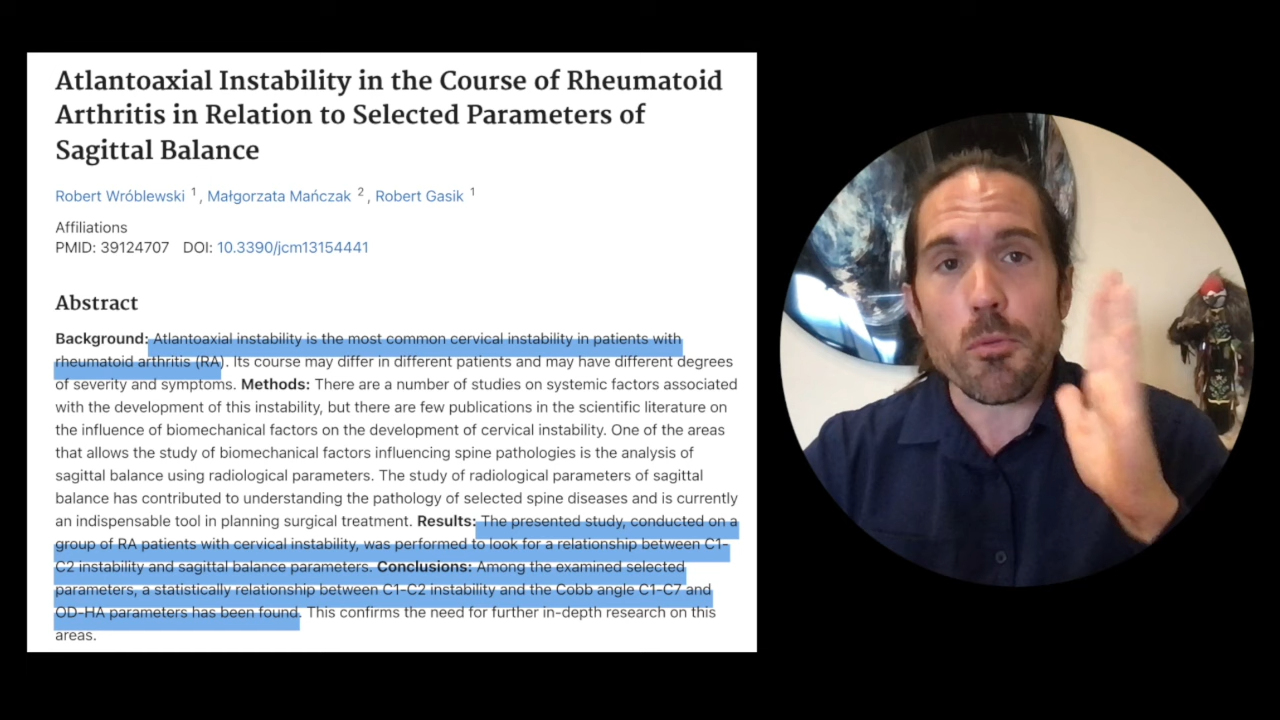 Atlantoaxial Instability in the Course of Rheumatoid
Arthritis in Relation to Selected Parameters of
Sagittal Balance
Robert Wróblewski 1, Małgorzata Mańczak 2, Robert Gasik 1
Affiliations
PMID: 39124707 DOI: 10.3390/jcm13154441
Abstract
Background: Atlantoaxial instability is the most common cervical instability in patients with
rheumatoid arthritis (RA). Its course may differ in different patients and may have different degrees
of severity and symptoms. Methods: There are a number of studies on systemic factors associated
with the development of this instability, but there are few publications in the scientific literature on
the influence of biomechanical factors on the development of cervical instability. One of the areas
that allows the study of biomechanical factors influencing spine pathologies is the analysis of
sagittal balance using radiological parameters. The study of radiological parameters of sagittal
balance has contributed to understanding the pathology of selected spine diseases and is currently
an indispensable tool in planning surgical treatment. Results: The presented study, conducted on a
group of RA patients with cervical instability, was performed to look for a relationship between C1-
C2 instability and sagittal balance parameters. Conclusions: Among the examined selected
parameters, a statistically relationship between C1-C2 instability and the Cobb angle C1-C7 and
OD-HA parameters has been found. This confirms the need for further in-depth research on this
areas.